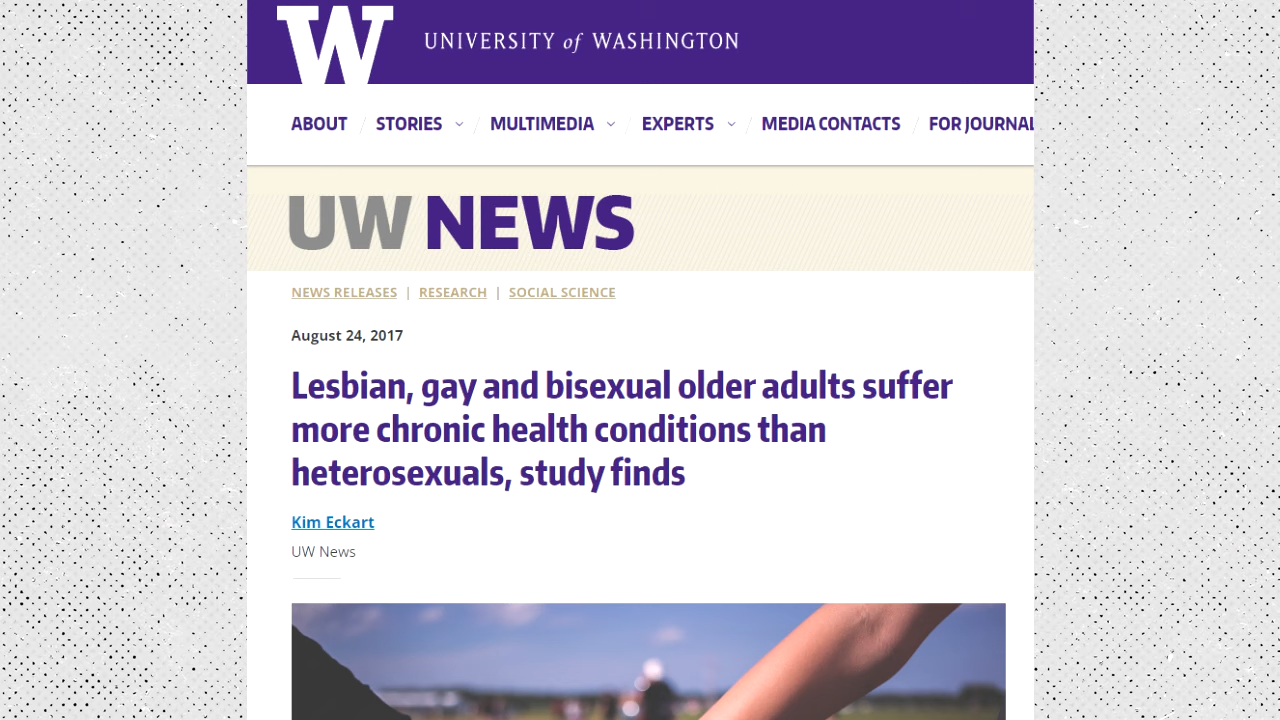 W
UNIVERSITY of WASHINGTON
ABOUT / STORIES / MULTIMEDIA / EXPERTS / MEDIA CONTACTS / FOR JOURNAL
UW NEWS
NEWS RELEASES | RESEARCH | SOCIAL SCIENCE
August 24, 2017
Lesbian, gay and bisexual older adults suffer
more chronic health conditions than
heterosexuals, study finds
Kim Eckart
UW News